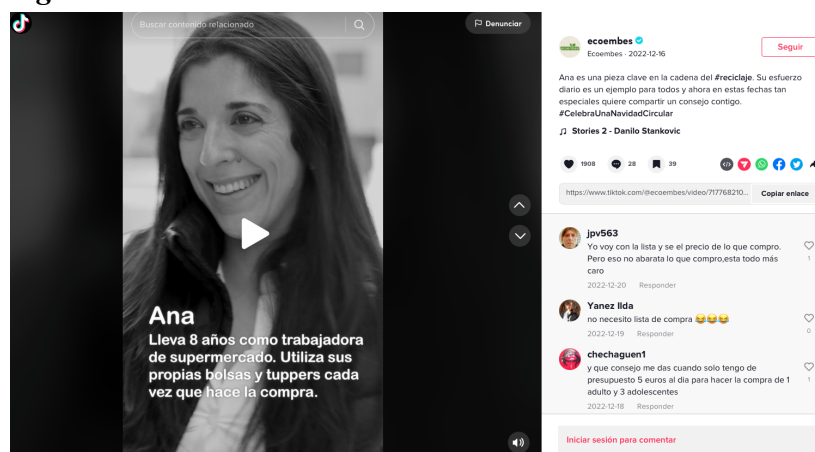 Buscar contenido relacionado
Denunciar
Ana
Lleva 8 años como trabajadora
de supermercado. Utiliza sus
propias bolsas y tuppers cada
vez que hace la compra.
ecoembes
Ecoembes · 2022-12-16
Seguir
Ana es una pieza clave en la cadena del #reciclaje. Su esfuerzo
diario es un ejemplo para todos y ahora en estas fechas tan
especiales quiere compartir un consejo contigo.
#CelebraUnaNavidadCircular
Stories 2 - Danilo Stankovic
1908 28 39
https://www.tiktok.com/@ecoembes/video/717768210... Copiar enlace
jpv563
Yo voy con la lista y se el precio de lo que compro.
Pero eso no abarata lo que compro,esta todo más
caro
1
2022-12-20 Responder
Yanez Ilda
no necesito lista de compra 😂😂😂
0
2022-12-19 Responder
chechaguen1
y que consejo me das cuando solo tengo de
presupuesto 5 euros al dia para hacer la compra de 1
adulto y 3 adolescentes
1
2022-12-18 Responder
Iniciar sesión para comentar